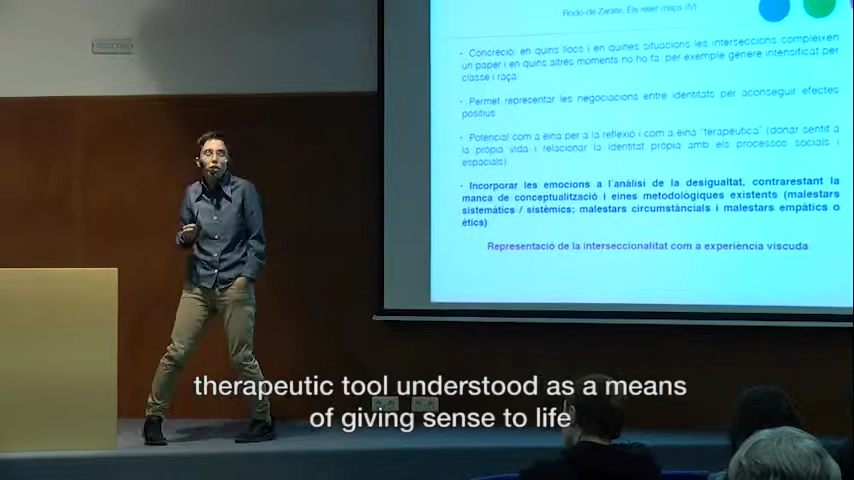 Rodó-de Zarate, Els relief maps (IV)
• Concreció: en quins llocs i en quines situacions les interseccions compleixen
un paper i en quins altres moments no ho fa: per exemple gènere intensificat per
classe i raça.
• Permet representar les negociacions entre identitats per aconseguir efectes
positius
• Potencial com a eina per a la reflexió i com a eina "terapèutica" (donar sentit a
la pròpia vida i relacionar la identitat pròpia amb els processos socials i
espacials)
• Incorporar les emocions a l'anàlisi de la desigualtat, contrarestant la
manca de conceptualització i eines metodològiques existents (malestars
sistemàtics / sistèmics; malestars circumstàncials i malestars empàtics o
ètics)
Representació de la interseccionalitat com a experiència viscuda
therapeutic tool understood as a means
of giving sense to life